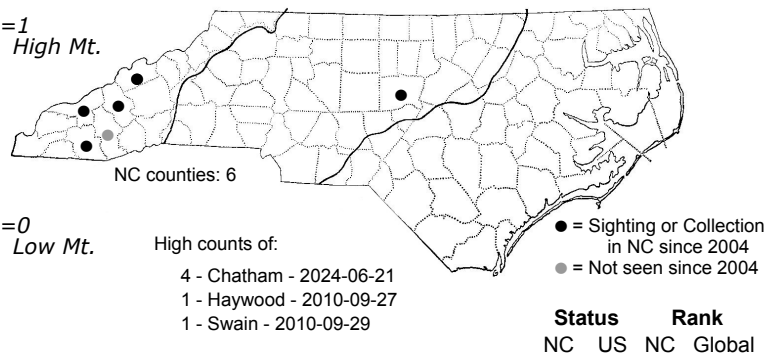 =1
High Mt.
NC counties: 6
=0
Low Mt.
High counts of:
4 - Chatham - 2024-06-21
1 - Haywood - 2010-09-27
1 - Swain - 2010-09-29
● = Sighting or Collection
in NC since 2004
● = Not seen since 2004
Status Rank
NC US NC Global